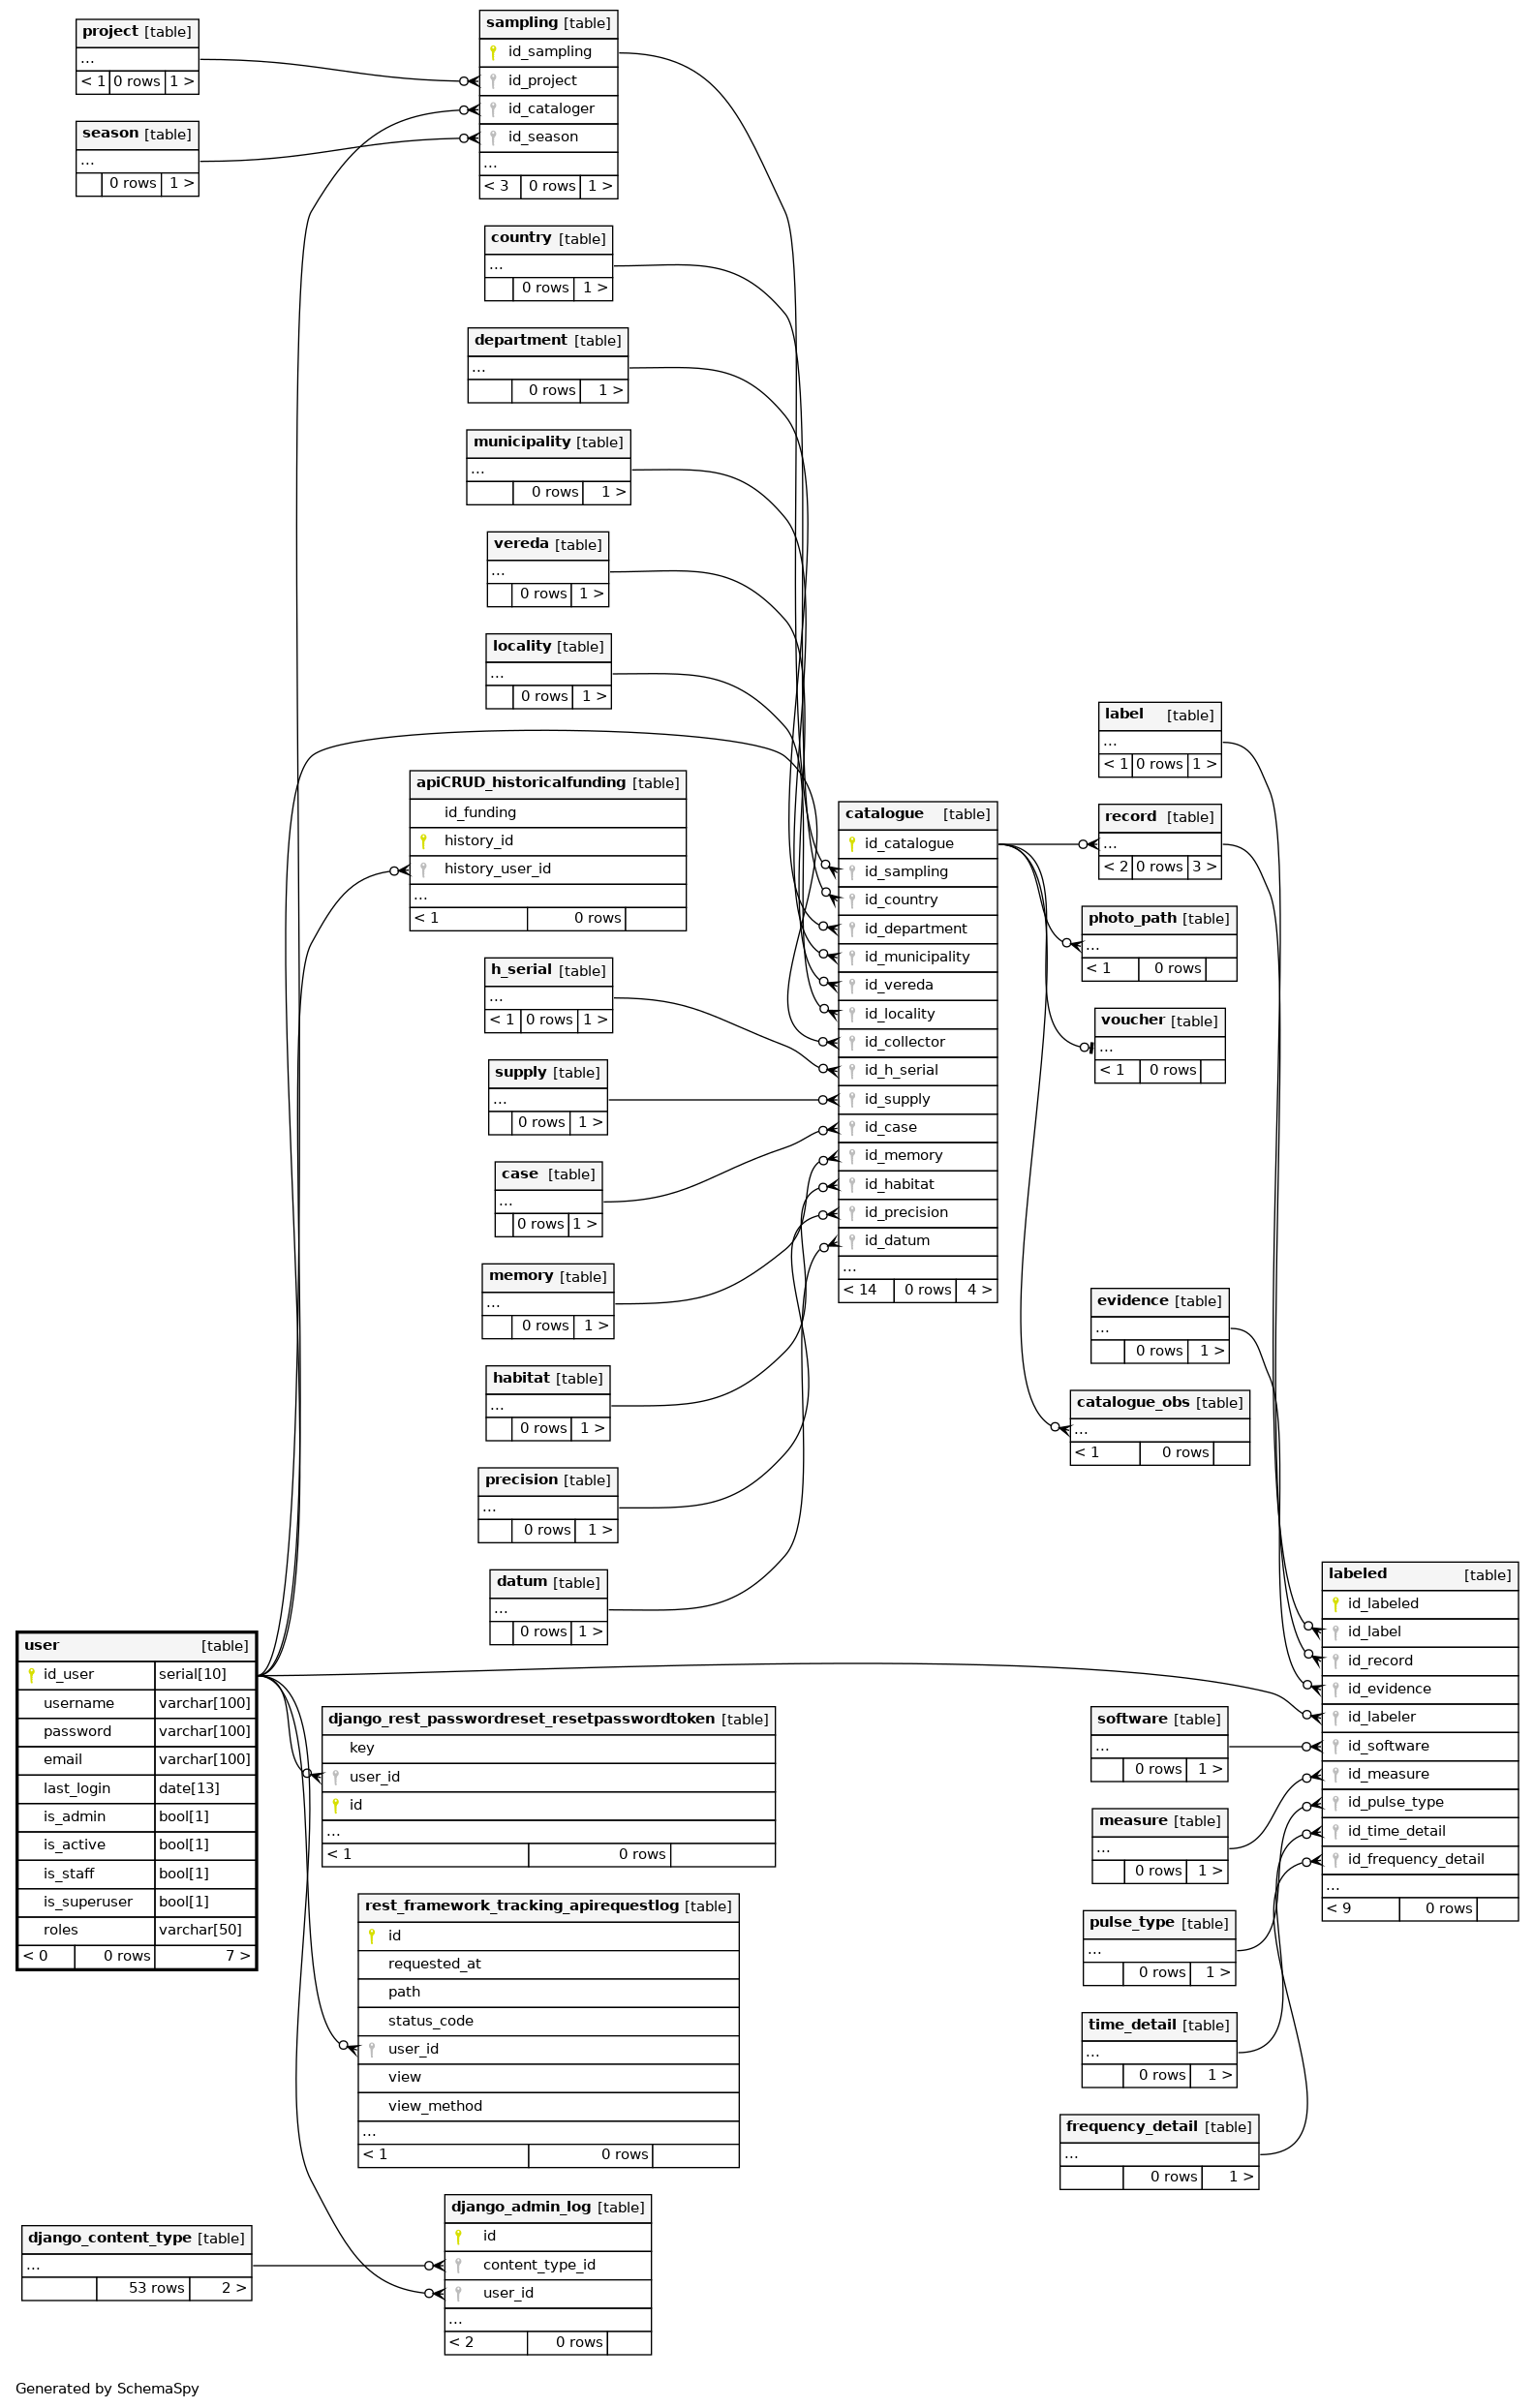 project [table]
...
< 1 0 rows 1 >
season [table]
...
0 rows 1 >
sampling [table]
id_sampling
id_project
id_cataloger
id_season
...
< 3 0 rows 1 >
country [table]
...
0 rows 1 >
department [table]
...
0 rows 1 >
municipality [table]
...
0 rows 1 >
vereda [table]
...
0 rows 1 >
locality [table]
...
0 rows 1 >
apiCRUD_historicalfunding [table]
id_funding
history_id
history_user_id
...
< 1 0 rows
h_serial [table]
...
< 1 0 rows 1 >
supply [table]
...
0 rows 1 >
case [table]
...
0 rows 1 >
memory [table]
...
0 rows 1 >
habitat [table]
...
0 rows 1 >
precision [table]
...
0 rows 1 >
datum [table]
...
0 rows 1 >
catalogue [table]
id_catalogue
id_sampling
id_country
id_department
id_municipality
id_vereda
id_locality
id_collector
id_h_serial
id_supply
id_case
id_memory
id_habitat
id_precision
id_datum
...
< 14 0 rows 4 >
label [table]
...
< 1 0 rows 1 >
record [table]
...
< 2 0 rows 3 >
photo_path [table]
...
< 1 0 rows
voucher [table]
...
< 1 0 rows
evidence [table]
...
0 rows 1 >
catalogue_obs [table]
...
< 1 0 rows
labeled [table]
id_labeled
id_label
id_record
id_evidence
id_labeler
id_software
id_measure
id_pulse_type
id_time_detail
id_frequency_detail
...
< 9 0 rows
software [table]
...
0 rows 1 >
measure [table]
...
0 rows 1 >
pulse_type [table]
...
0 rows 1 >
time_detail [table]
...
0 rows 1 >
frequency_detail [table]
...
0 rows 1 >
user [table]
id_user serial[10]
username varchar[100]
password varchar[100]
email varchar[100]
last_login date[13]
is_admin bool[1]
is_active bool[1]
is_staff bool[1]
is_superuser bool[1]
roles varchar[50]
< 0 0 rows 7 >
django_rest_passwordreset_resetpasswordtoken [table]
key
user_id
id
...
< 1 0 rows
rest_framework_tracking_apirequestlog [table]
id
requested_at
path
status_code
user_id
view
view_method
...
< 1 0 rows
django_content_type [table]
...
53 rows 2 >
django_admin_log [table]
id
content_type_id
user_id
...
< 2 0 rows
Generated by SchemaSpy